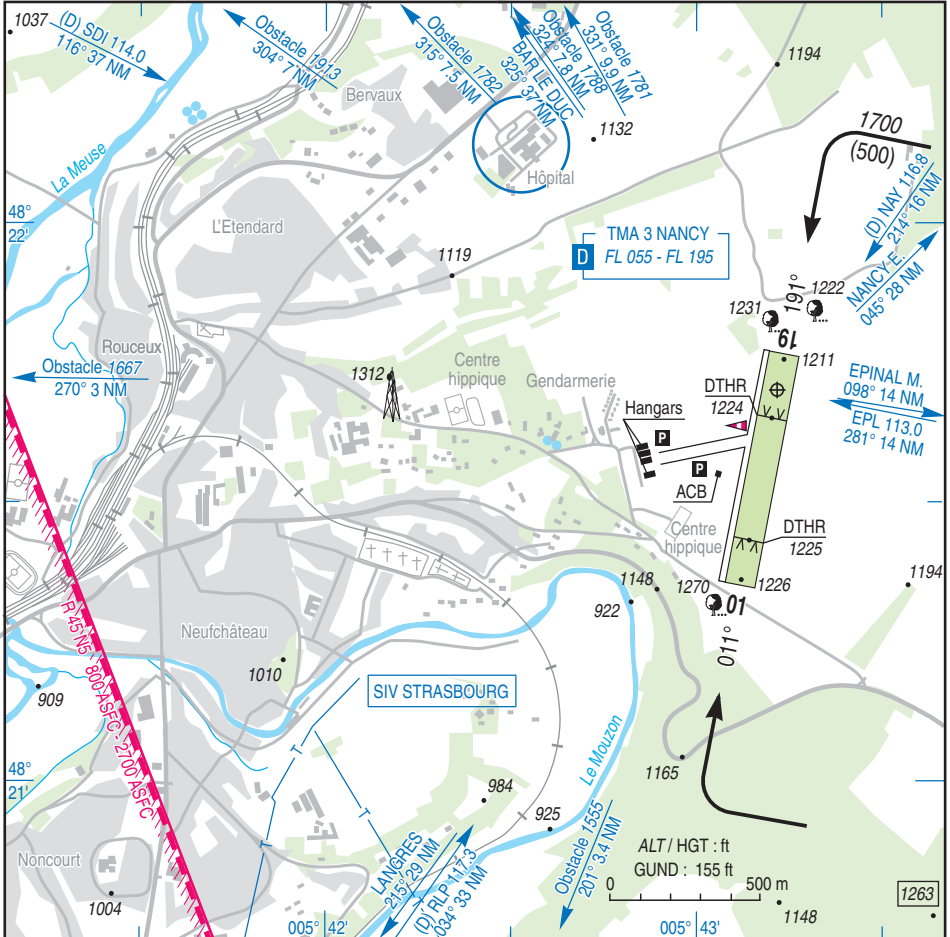 1037
(D) SDI 114.0
116° 37 NM
Obstacle 1913
304° 7 NM
Obstacle 1782
315° 7.5 NM
BAR LE DUC
325° 37 NM
Obstacle 1788
324° 7.8 NM
Obstacle 1781
331° 9.9 NM
1194
Bervaux
1132
Hôpital
1700
(500)
(D) NAY 116.8
214° 16 NM
NANCY E.
045° 28 NM
La Meuse
48°
22'
L'Etendard
1119
TMA 3 NANCY
D
FL 055 - FL 195
1231
191°
1222
19
1211
Rouceux
Obstacle 1667
270° 3 NM
1312
Centre
hippique
Gendarmerie
Hangars
P
DTHR
1224
EPINAL M.
098° 14 NM
EPL 113.0
281° 14 NM
P
ACB
Centre
hippique
DTHR
1225
1226
1148
1270
01
011°
1194
922
Neufchâteau
1010
909
R 45 N5 800 ASFC - 2700 ASFC
SIV STRASBOURG
T
T
T
Le Mouzon
1165
48°
21'
984
925
Noncourt
1004
LANGRES
215° 29 NM
(D) RLP 117.3
034° 33 NM
Obstacle 1555
201° 3.4 NM
ALT / HGT : ft
GUND : 155 ft
0
500 m
1148
1263
005° 42'
005° 43'